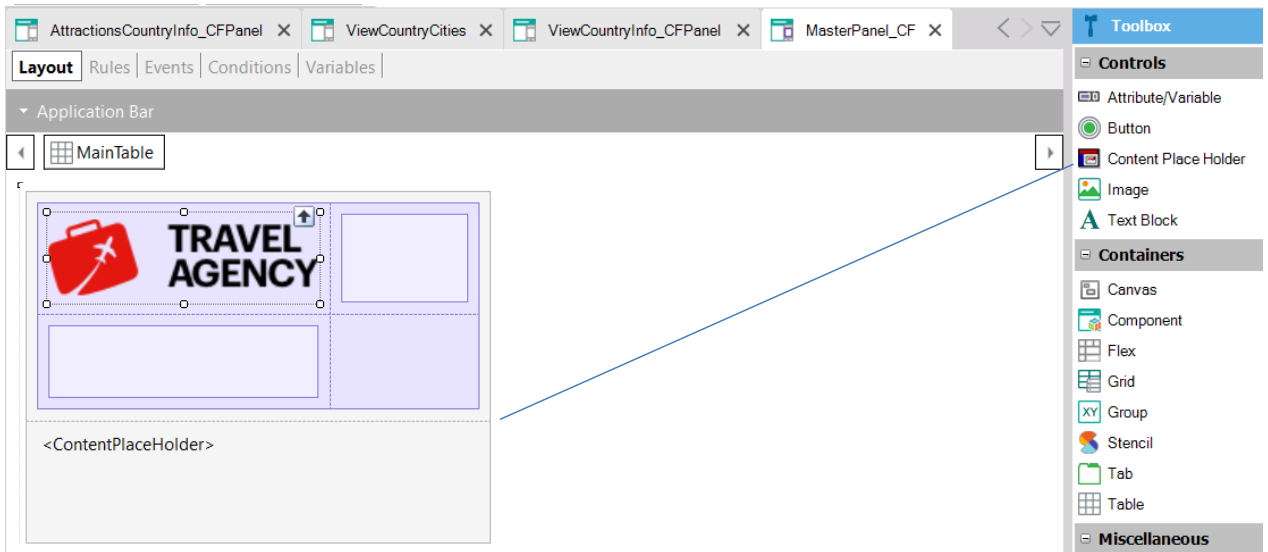 AttractionsCountryInfo_CFPanel ViewCountryCities ViewCountryInfo_CFPanel MasterPanel_CF
Layout Rules Events Conditions Variables
Application Bar
MainTable
TRAVEL
AGENCY
<ContentPlaceHolder>
Toolbox
Controls
Attribute/Variable
Button
Content Place Holder
Image
Text Block
Containers
Canvas
Component
Flex
Grid
Group
Stencil
Tab
Table
Miscellaneous